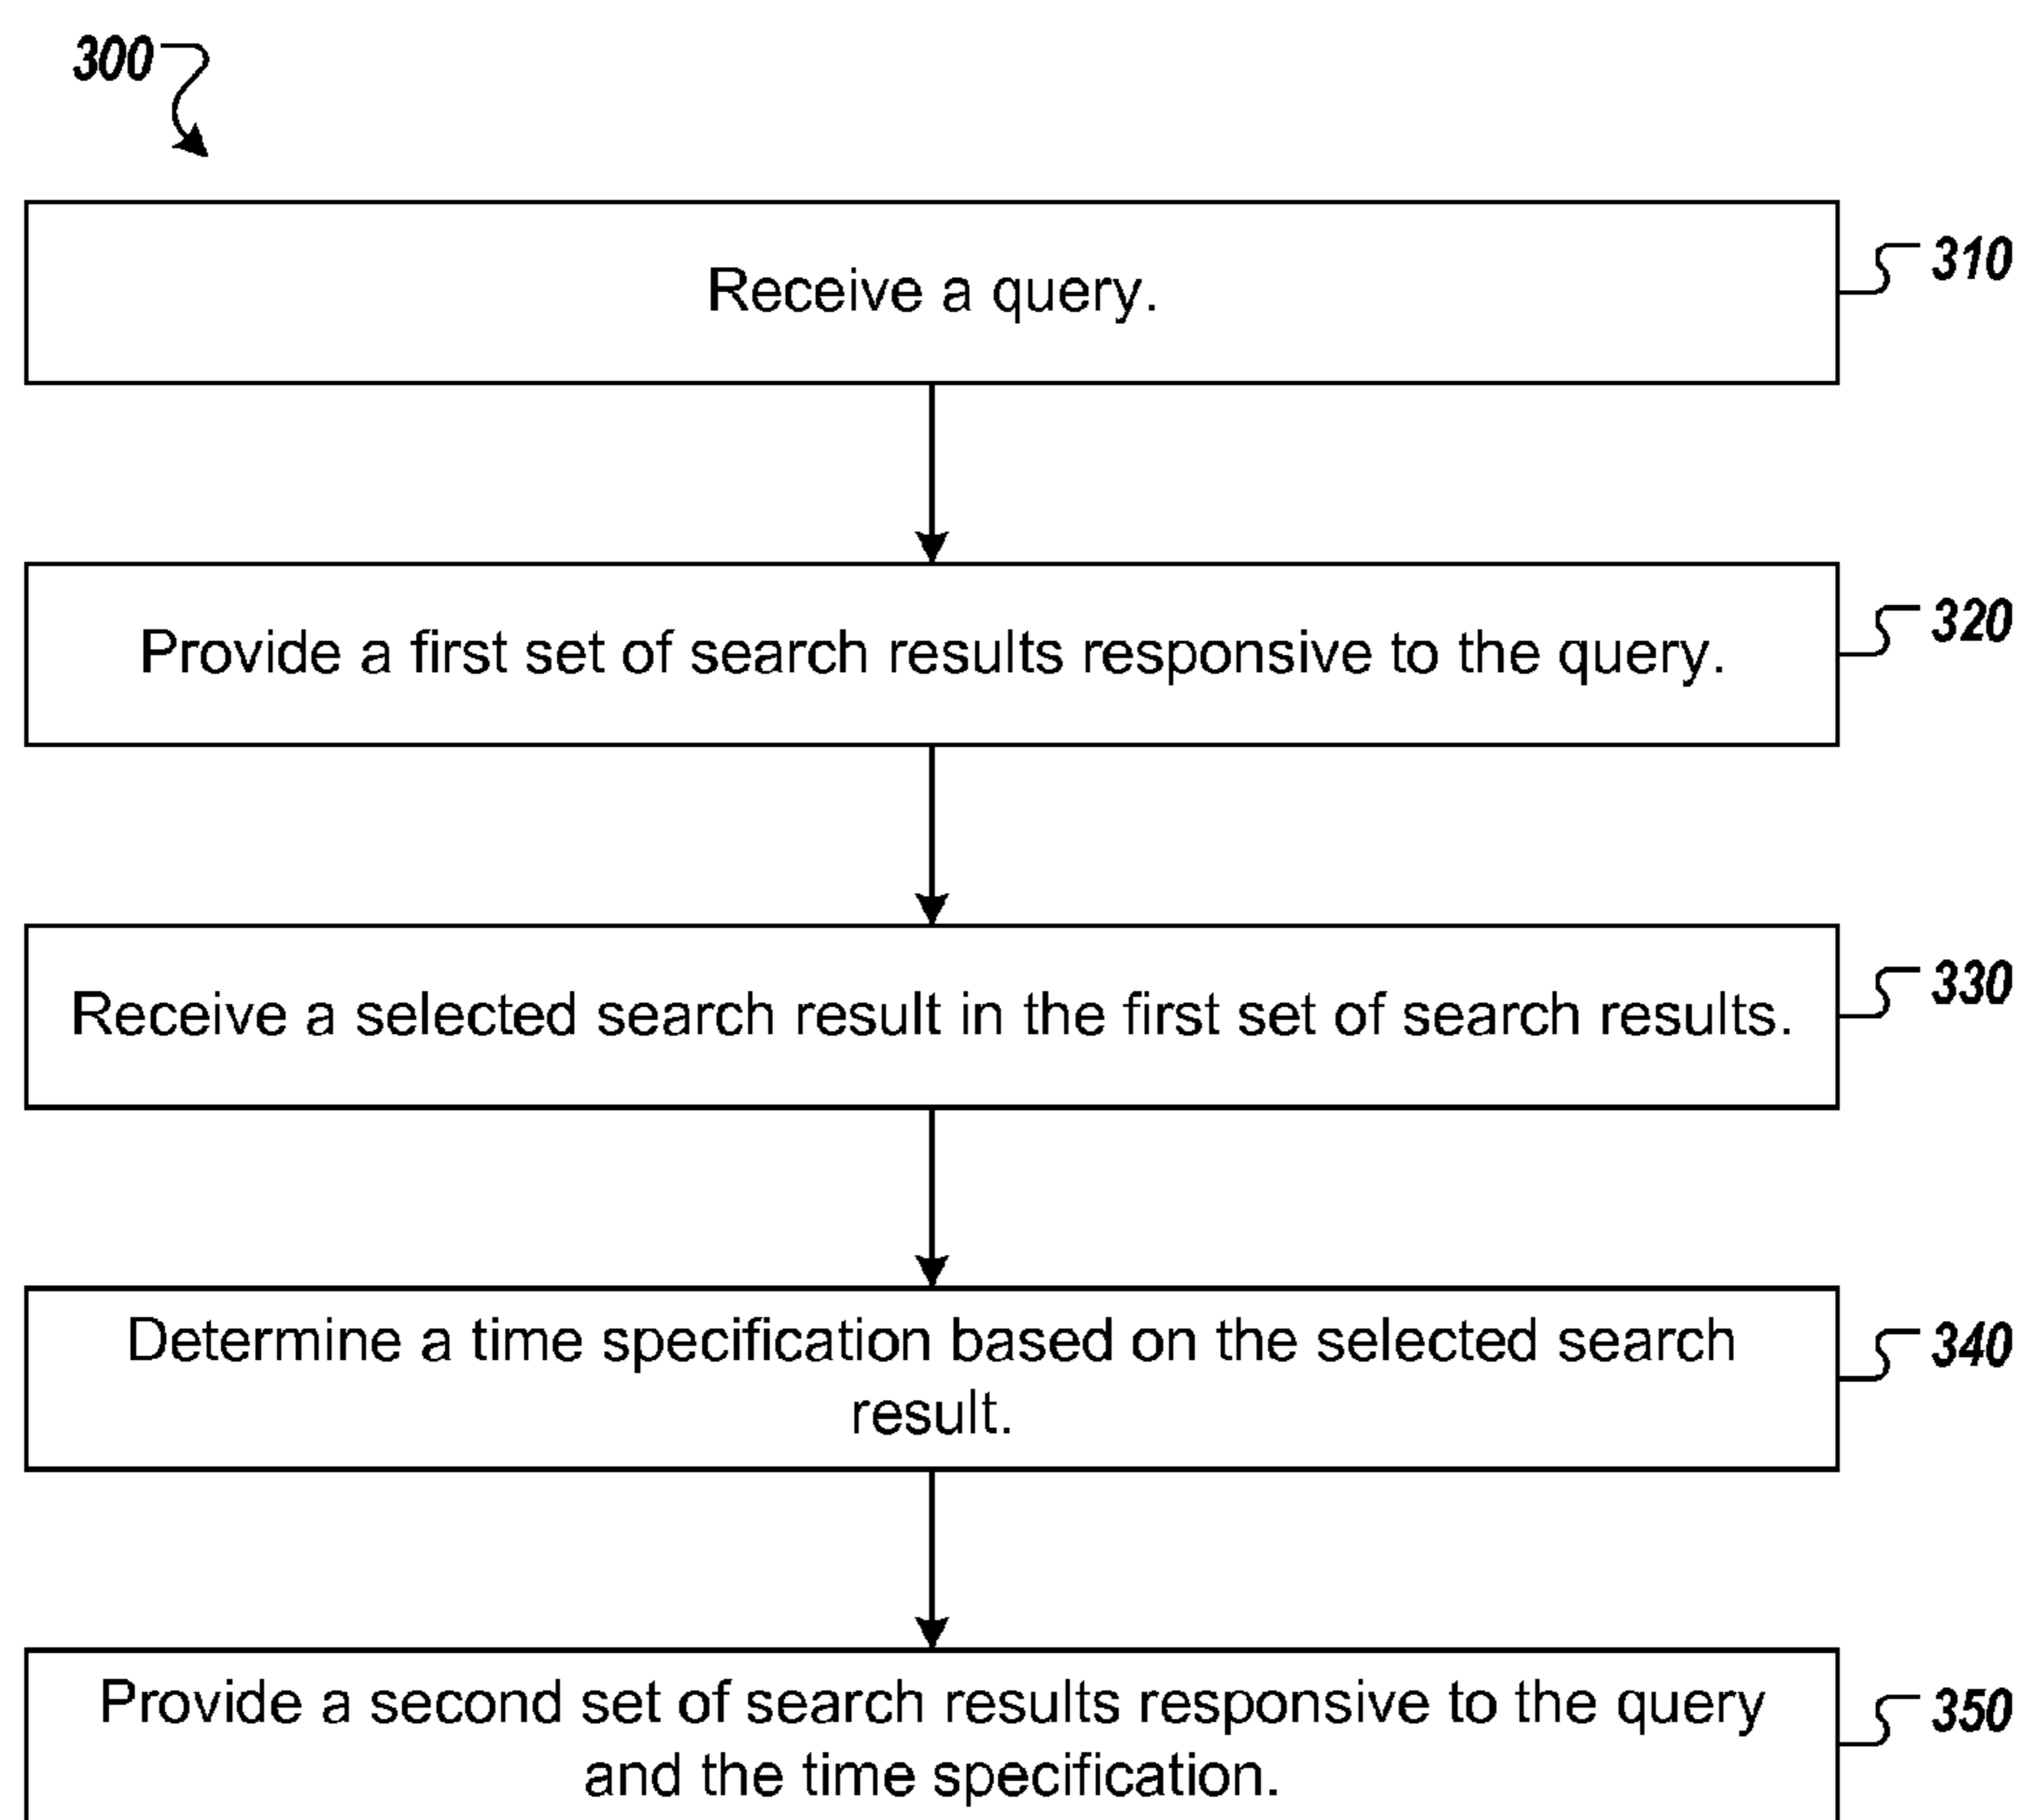 300
Receive a query.
310
Provide a first set of search results responsive to the query.
320
Receive a selected search result in the first set of search results.
330
Determine a time specification based on the selected search
result.
340
Provide a second set of search results responsive to the query
and the time specification.
350